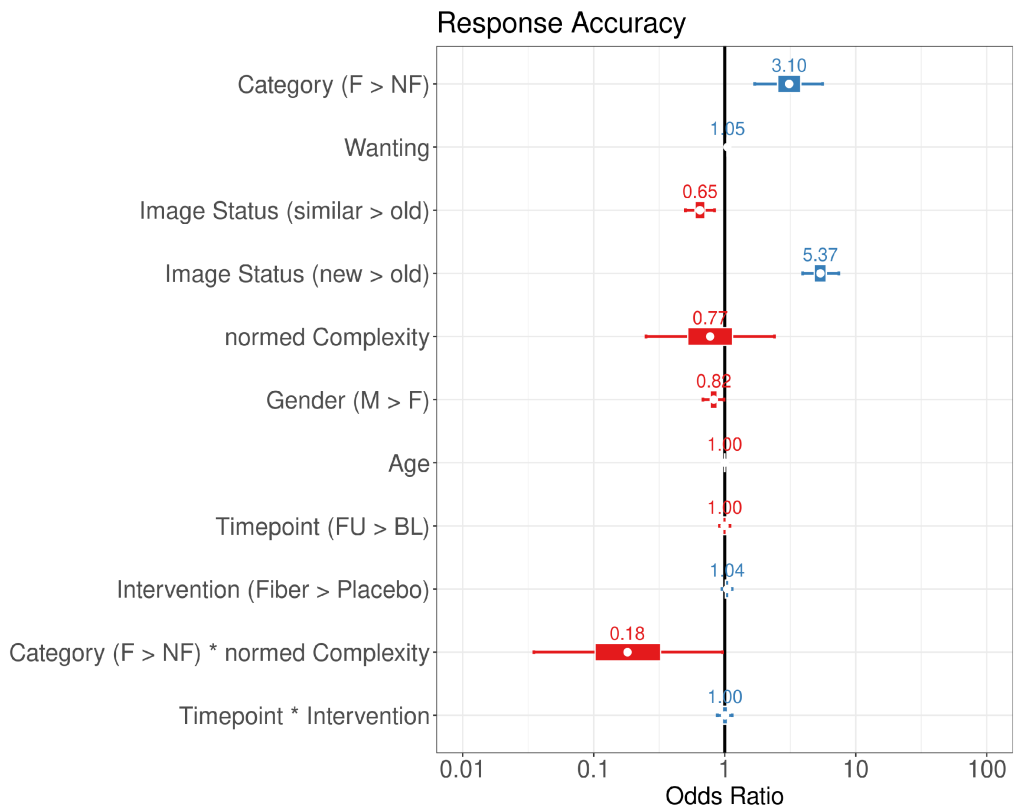 Response Accuracy
Category (F > NF)
3.10
Wanting
1.05
Image Status (similar > old)
0.65
Image Status (new > old)
5.37
normed Complexity
0.77
Gender (M > F)
0.82
Age
1.00
Timepoint (FU > BL)
1.00
Intervention (Fiber > Placebo)
1.04
Category (F > NF) * normed Complexity
0.18
Timepoint * Intervention
1.00
0.01 0.1 1 10 100
Odds Ratio